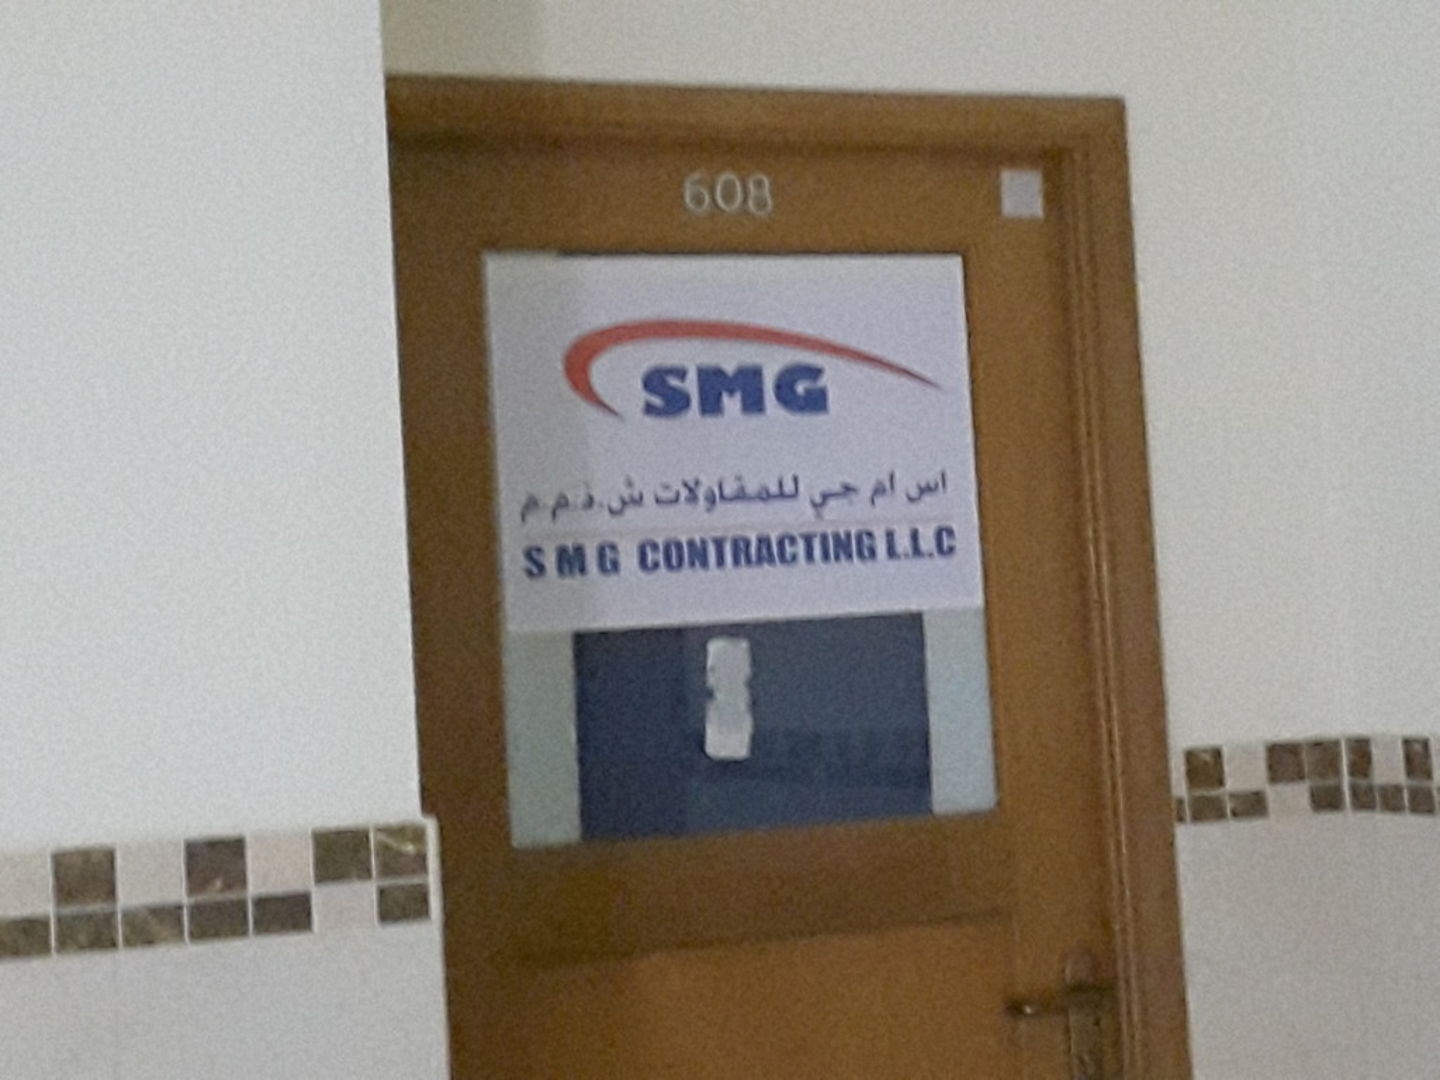 608
SMG
اس ام جي للمقاولات ش.ذ.م.م
S M G CONTRACTING L.L.C